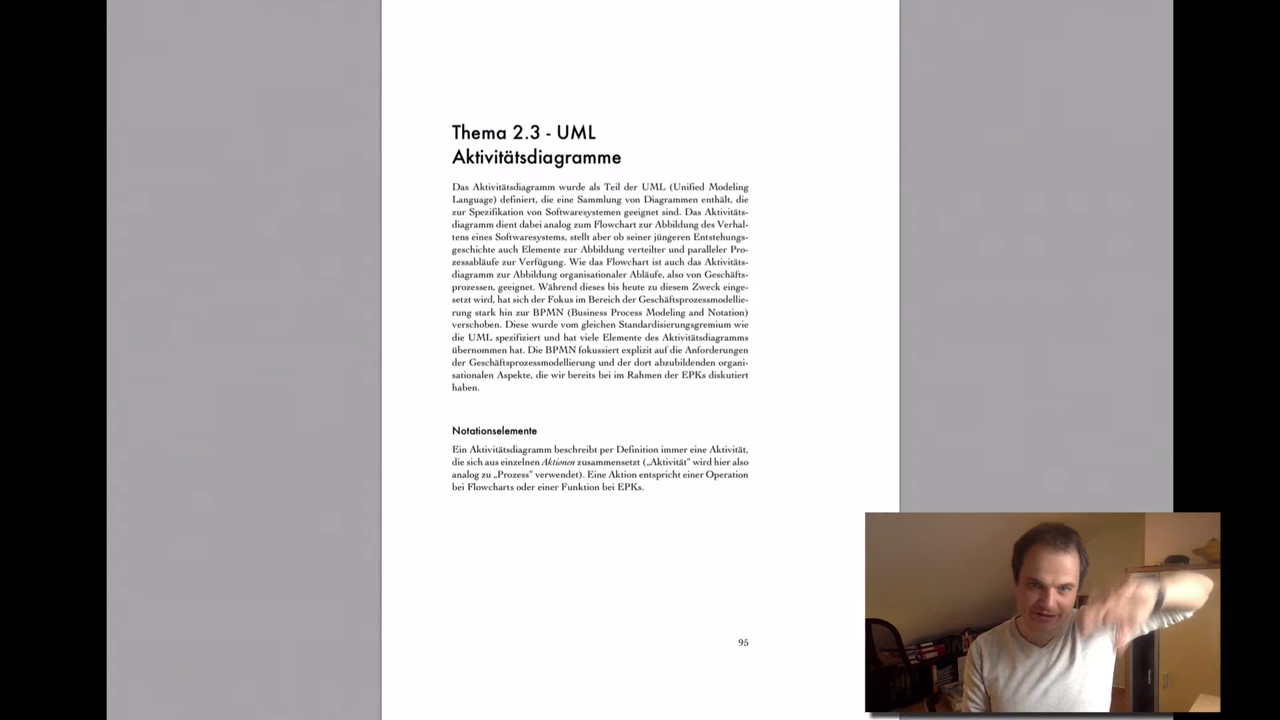 Thema 2.3 - UML
Aktivitätsdiagramme
Das Aktivitätsdiagramm wurde als Teil der UML (Unified Modeling
Language) definiert, die eine Sammlung von Diagrammen enthält, die
zur Spezifikation von Softwaresystemen geeignet sind. Das Aktivitäts-
diagramm dient dabei analog zum Flowchart zur Abbildung des Verhal-
tens eines Softwaresystems, stellt aber ob seiner jüngeren Entstehungs-
geschichte auch Elemente zur Abbildung verteilter und paralleler Pro-
zessabläufe zur Verfügung. Wie das Flowchart ist auch das Aktivitäts-
diagramm zur Abbildung organisationaler Abläufe, also von Geschäfts-
prozessen, geeignet. Während dieses bis heute zu diesem Zweck einge-
setzt wird, hat sich der Fokus im Bereich der Geschäftsprozessmodellie-
rung stark hin zur BPMN (Business Process Modeling and Notation)
verschoben. Diese wurde vom gleichen Standardisierungsgremium wie
die UML spezifiziert und hat viele Elemente des Aktivitätsdiagramms
übernommen hat. Die BPMN fokussiert explizit auf die Anforderungen
der Geschäftsprozessmodellierung und der dort abzubildenden organi-
sationalen Aspekte, die wir bereits bei im Rahmen der EPKs diskutiert
haben.
Notationselemente
Ein Aktivitätsdiagramm beschreibt per Definition immer eine Aktivität,
die sich aus einzelnen Aktionen zusammensetzt („Aktivität" wird hier also
analog zu „Prozess" verwendet). Eine Aktion entspricht einer Operation
bei Flowcharts oder einer Funktion bei EPKs.
95